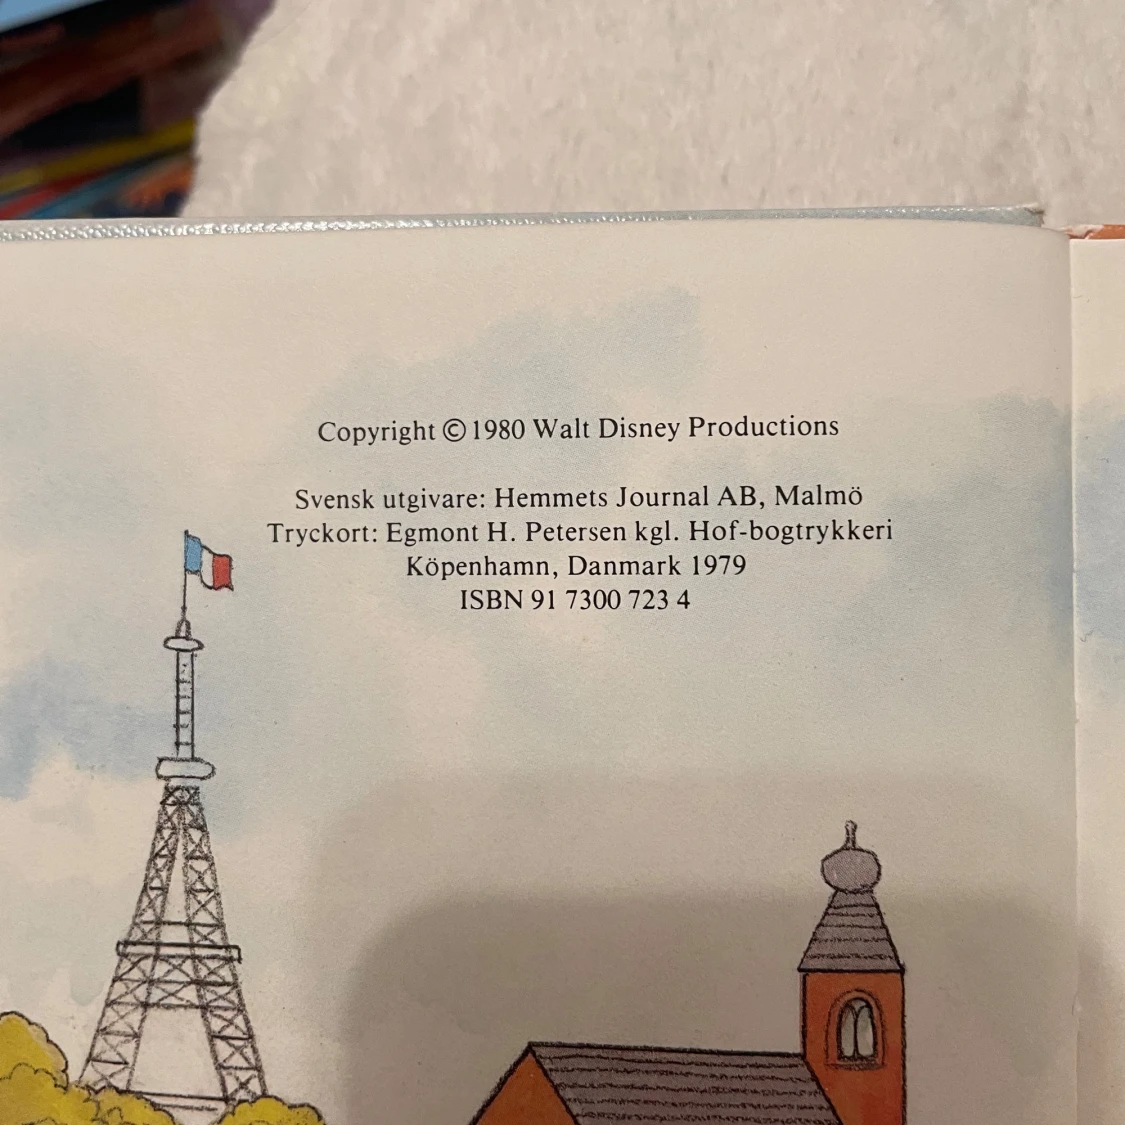 Copyright © 1980 Walt Disney Productions
Svensk utgivare: Hemmets Journal AB, Malmö
Tryckort: Egmont H. Petersen kgl. Hof-bogtrykkeri
Köpenhamn, Danmark 1979
ISBN 91 7300 723 4